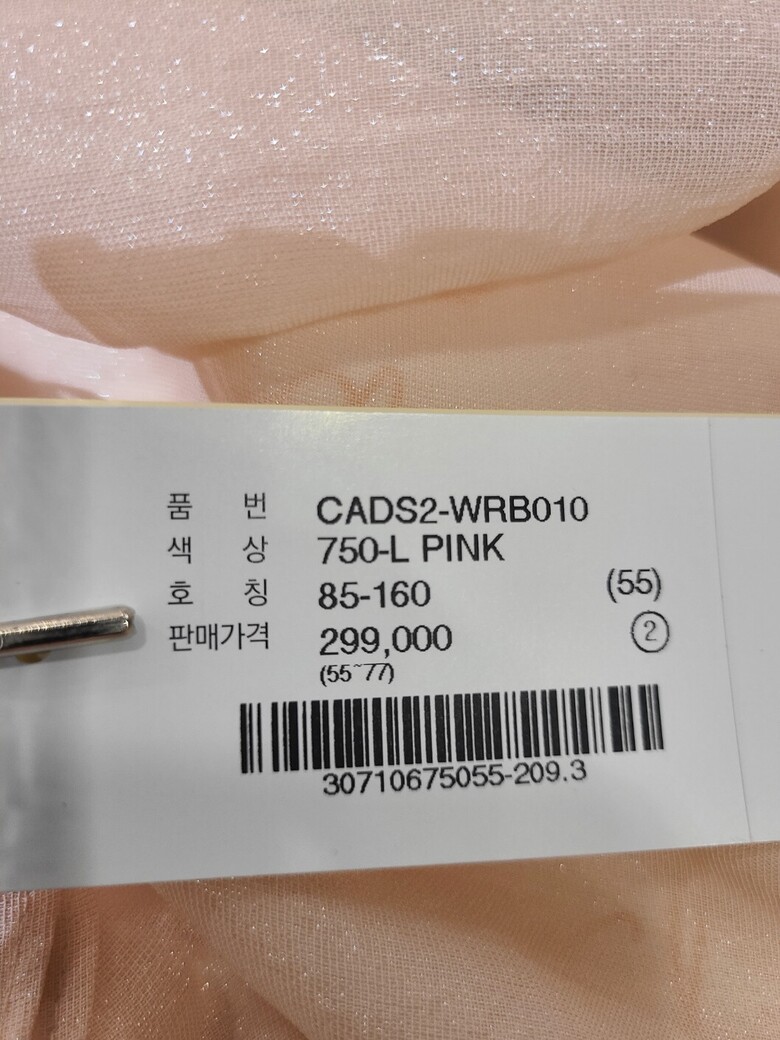 품 번 CADS2-WRB010
색 상 750-L PINK
호 칭 85-160 (55)
판매가격 299,000 ②
(55~77)
30710675055-209.3